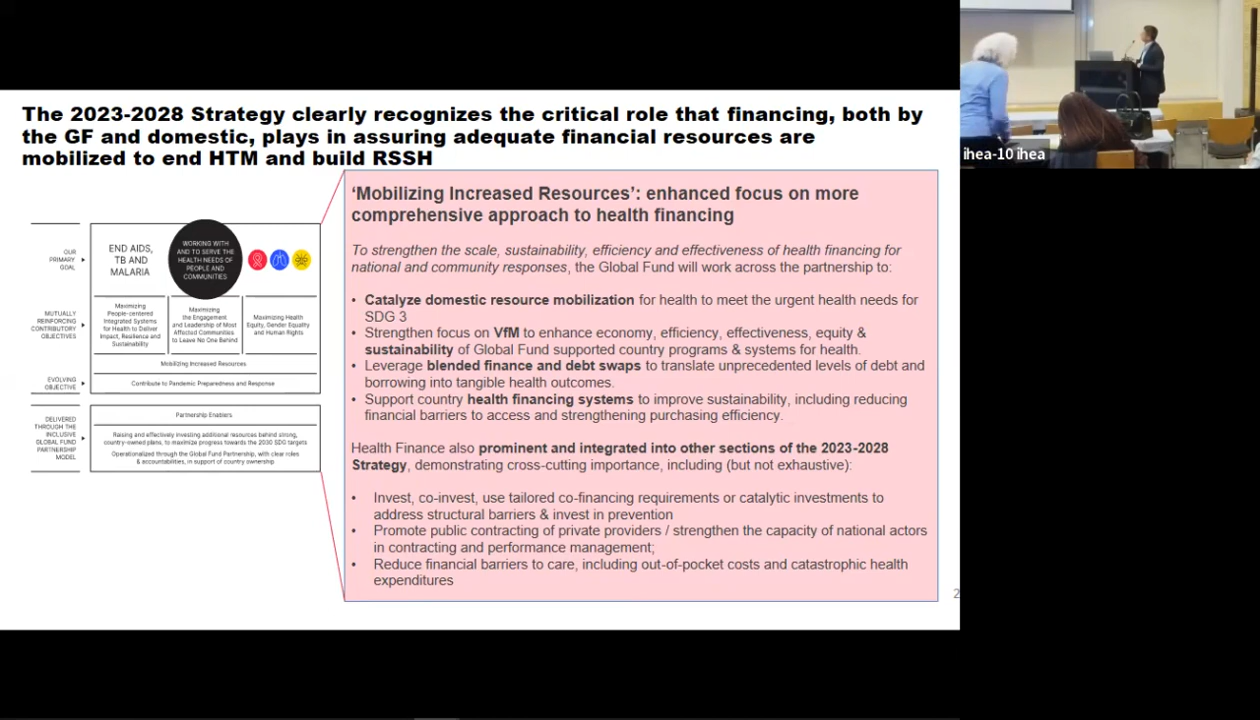 The 2023-2028 Strategy clearly recognizes the critical role that financing, both by
the GF and domestic, plays in assuring adequate financial resources are
mobilized to end HTM and build RSSH
ihea-10 ihea
OUR
PRIMARY
GOAL
END AIDS,
TB AND
MALARIA
WORKING WITH
AND TO SERVE THE
HEALTH NEEDS OF
PEOPLE AND
COMMUNITIES
MUTUALLY
REINFORCING
CONTRIBUTORY
OBJECTIVES
Maximizing
People-centered
Integrated Systems
for Health to Deliver
Impact, Resilience and
Sustainability
Maximizing
the Engagement
and Leadership of Most
Affected Communities
to Leave No One Behind
Maximizing Health
Equity, Gender Equality
and Human Rights
Mobilizing Increased Resources
EVOLVING
OBJECTIVE
Contribute to Pandemic Preparedness and Response
DELIVERED
THROUGH THE
INCLUSIVE
GLOBAL FUND
PARTNERSHIP
MODEL
Partnership Enablers:
Raising and effectively investing additional resources behind strong,
country-owned plans, to maximize progress towards the 2030 SDG targets
Operationalized through the Global Fund Partnership, with clear roles
& accountabilities, in support of country ownership
‘Mobilizing Increased Resources’: enhanced focus on more
comprehensive approach to health financing
To strengthen the scale, sustainability, efficiency and effectiveness of health financing for
national and community responses, the Global Fund will work across the partnership to:
• Catalyze domestic resource mobilization for health to meet the urgent health needs for
SDG 3
• Strengthen focus on VfM to enhance economy, efficiency, effectiveness, equity &
sustainability of Global Fund supported country programs & systems for health.
• Leverage blended finance and debt swaps to translate unprecedented levels of debt and
borrowing into tangible health outcomes.
• Support country health financing systems to improve sustainability, including reducing
financial barriers to access and strengthening purchasing efficiency.
Health Finance also prominent and integrated into other sections of the 2023-2028
Strategy, demonstrating cross-cutting importance, including (but not exhaustive):
• Invest, co-invest, use tailored co-financing requirements or catalytic investments to
address structural barriers & invest in prevention
• Promote public contracting of private providers / strengthen the capacity of national actors
in contracting and performance management;
• Reduce financial barriers to care, including out-of-pocket costs and catastrophic health
expenditures
2